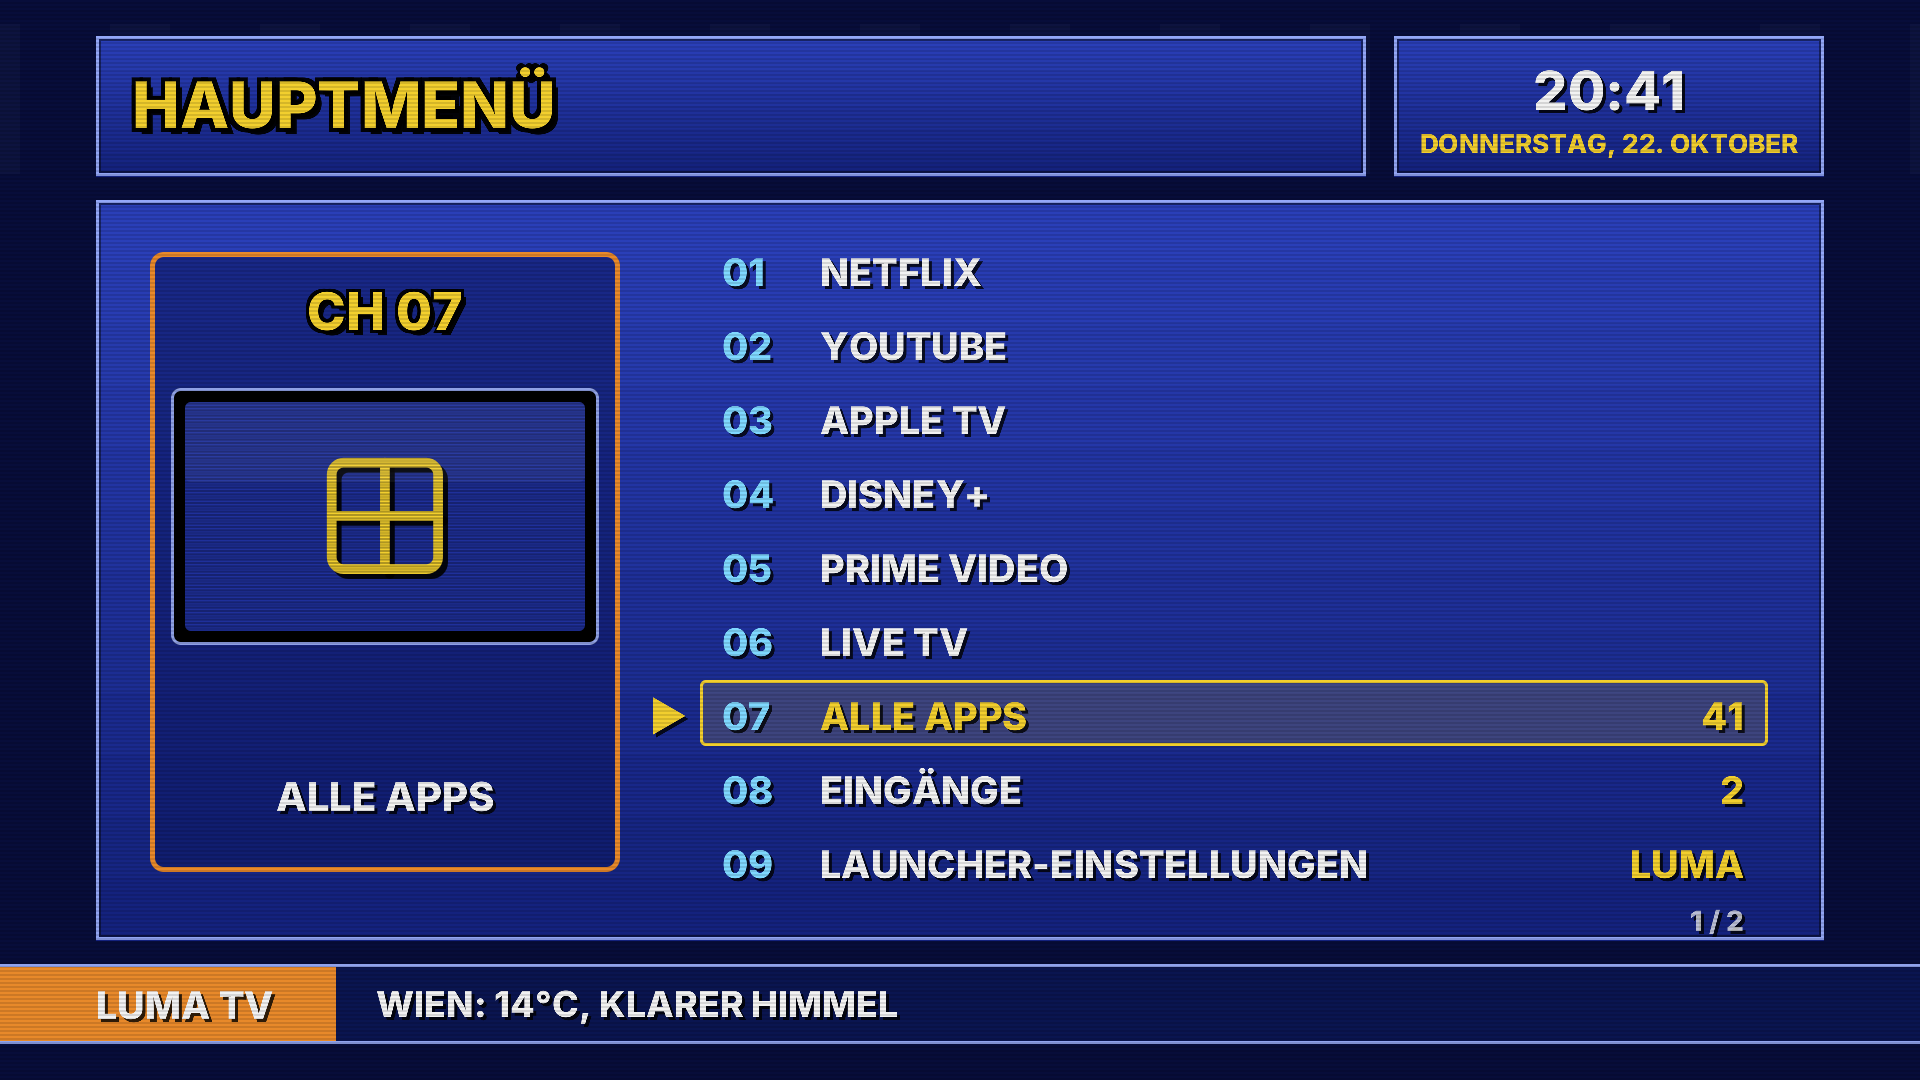 HAUPTMENÜ
20:41
DONNERSTAG, 22. OKTOBER
CH 07
ALLE APPS
01 NETFLIX
02 YOUTUBE
03 APPLE TV
04 DISNEY+
05 PRIME VIDEO
06 LIVE TV
07 ALLE APPS 41
08 EINGÄNGE 2
09 LAUNCHER-EINSTELLUNGEN LUMA
1 / 2
LUMA TV
WIEN: 14°C, KLARER HIMMEL